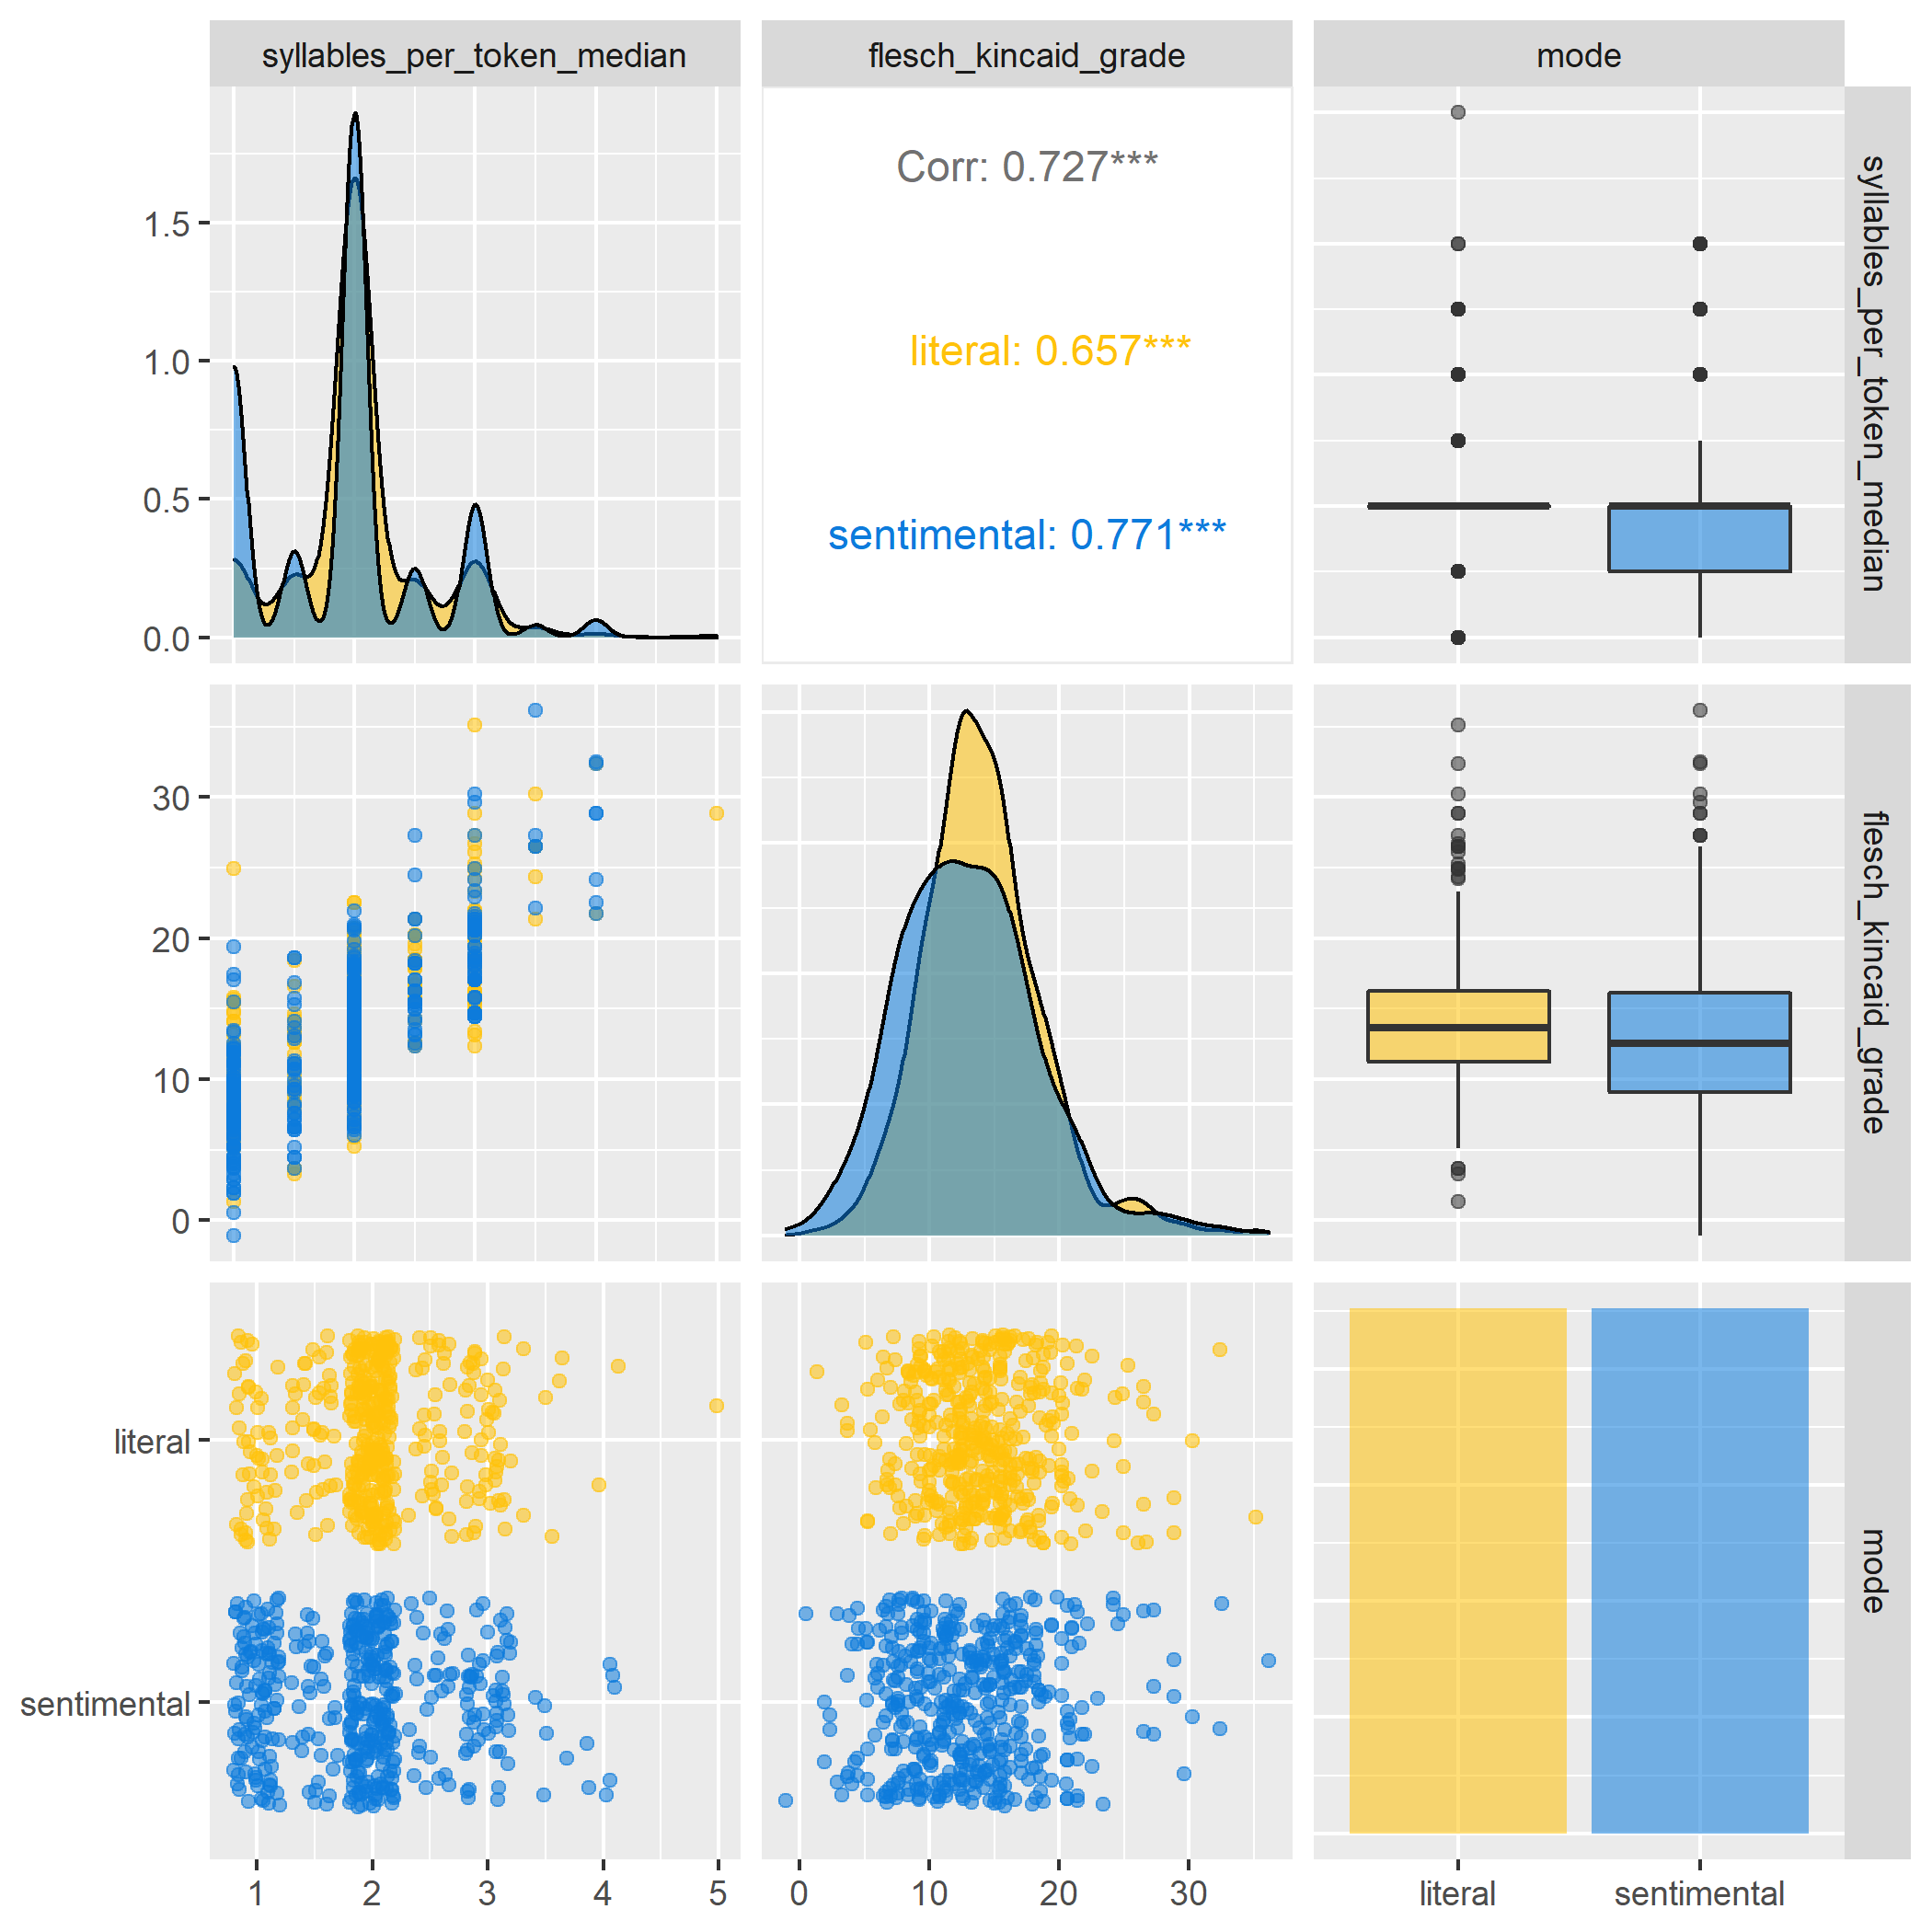 syllables_per_token_median
flesch_kincaid_grade
mode
1.5
1.0
0.5
0.0
Corr: 0.727***
literal: 0.657***
sentimental: 0.771***
syllables_per_token_median
30
20
10
0
flesch_kincaid_grade
literal
sentimental
mode
1 2 3 4 5
0 10 20 30
literal sentimental